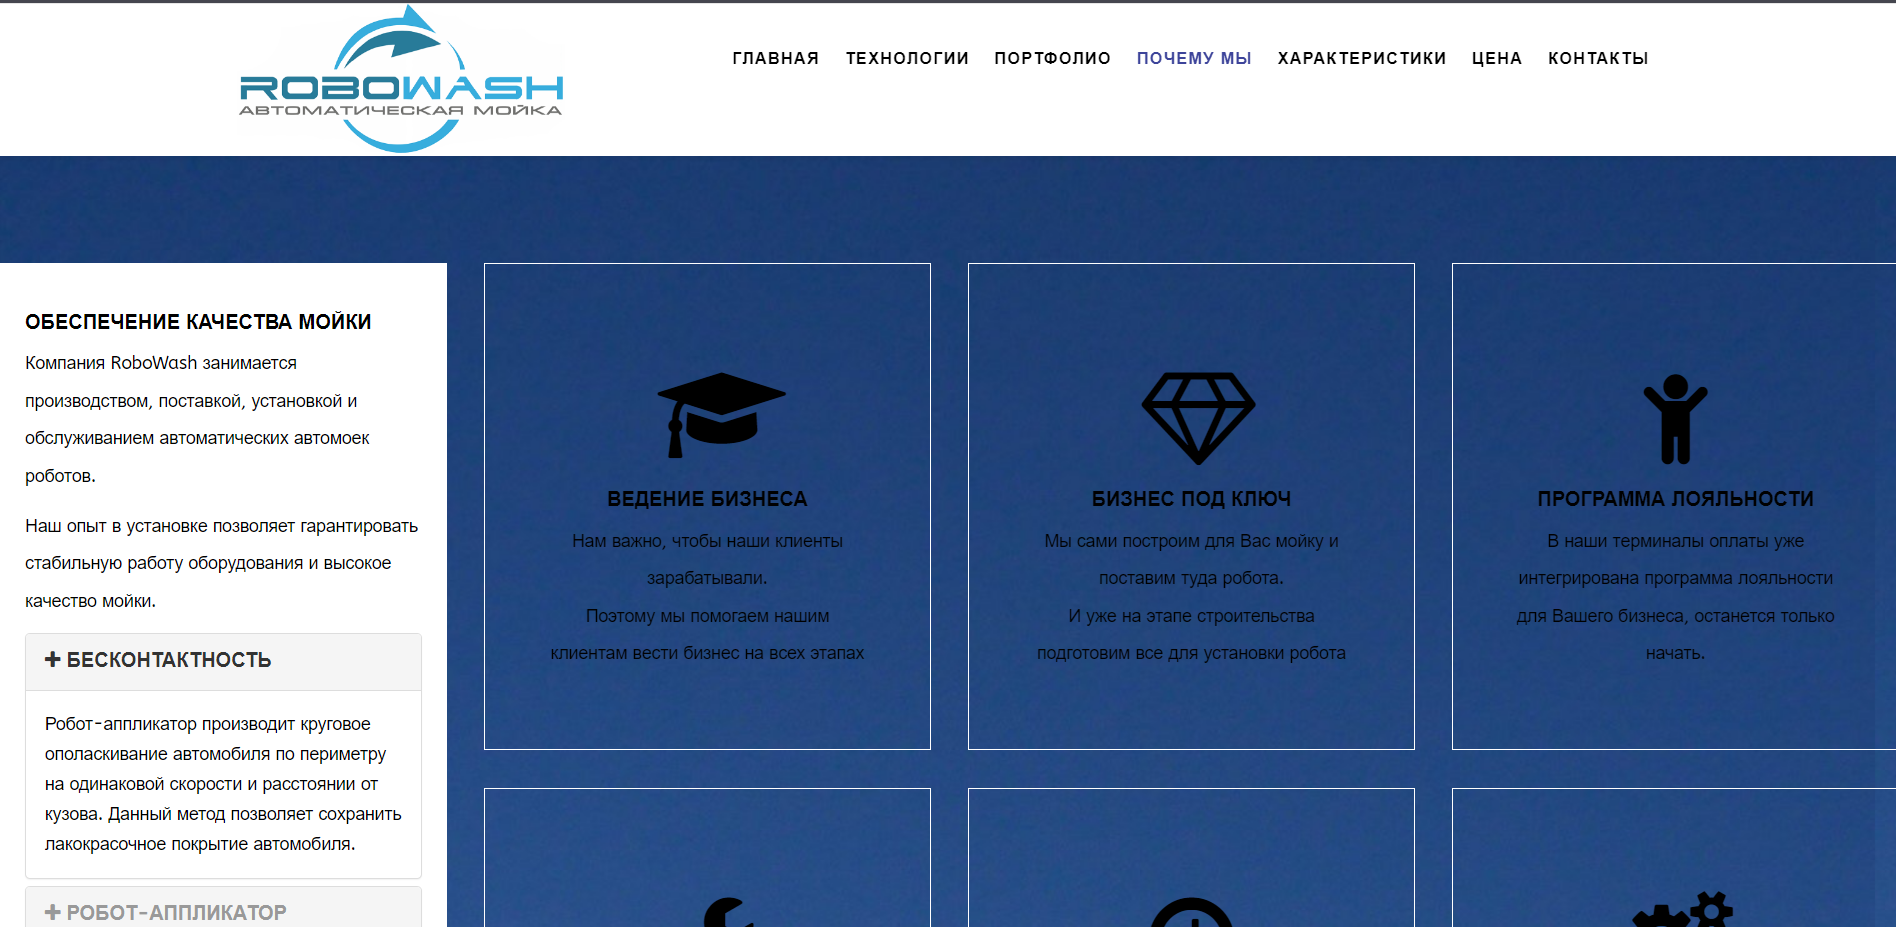 ROBOWASH
АВТОМАТИЧЕСКАЯ МОЙКА
ГЛАВНАЯ ТЕХНОЛОГИИ ПОРТФОЛИО ПОЧЕМУ МЫ ХАРАКТЕРИСТИКИ ЦЕНА КОНТАКТЫ
ОБЕСПЕЧЕНИЕ КАЧЕСТВА МОЙКИ
Компания RoboWash занимается
производством, поставкой, установкой и
обслуживанием автоматических автомоек
роботов.
Наш опыт в установке позволяет гарантировать
стабильную работу оборудования и высокое
качество мойки.
БЕСКОНТАКТНОСТЬ
Робот-аппликатор производит круговое
ополаскивание автомобиля по периметру
на одинаковой скорости и расстоянии от
кузова. Данный метод позволяет сохранить
лакокрасочное покрытие автомобиля.
РОБОТ-АППЛИКАТОР
ВЕДЕНИЕ БИЗНЕСА
Нам важно, чтобы наши клиенты
зарабатывали.
Поэтому мы помогаем нашим
клиентам вести бизнес на всех этапах
БИЗНЕС ПОД КЛЮЧ
Мы сами построим для Вас мойку и
поставим туда робота.
И уже на этапе строительства
подготовим все для установки робота
ПРОГРАММА ЛОЯЛЬНОСТИ
В наши терминалы оплаты уже
интегрирована программа лояльности
для Вашего бизнеса, останется только
начать.